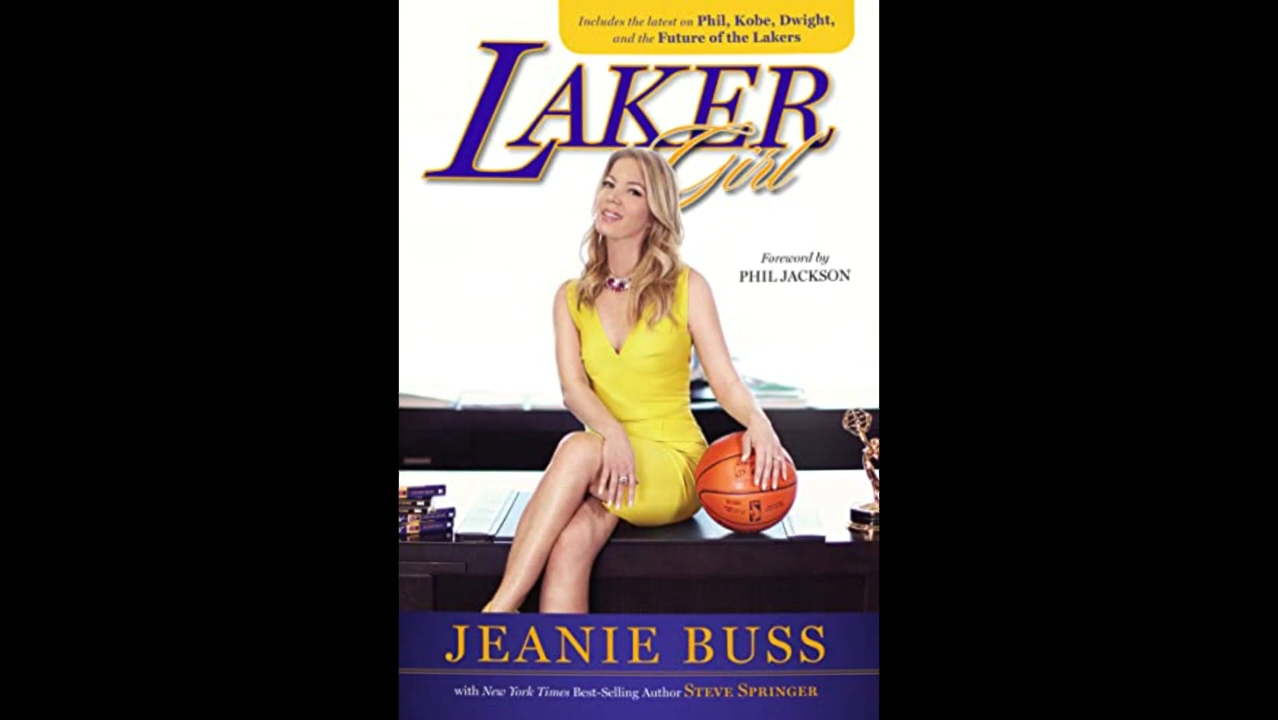 Includes the latest on Phil, Kobe, Dwight,
and the Future of the Lakers
LAKER
Girl
Foreword by
PHIL JACKSON
JEANIE BUSS
with New York Times Best-Selling Author STEVE SPRINGER